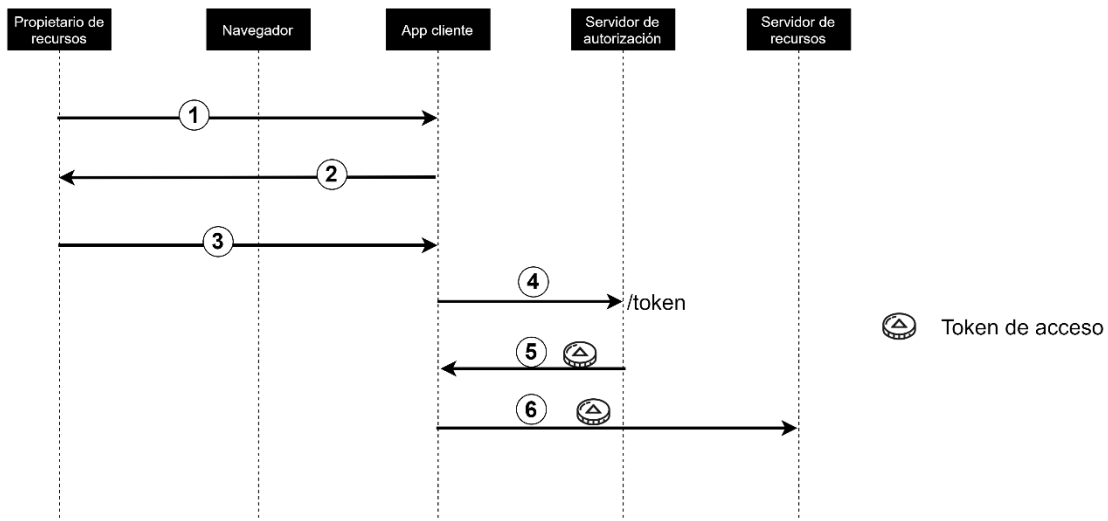 Propietario de
recursos
Navegador
App cliente
Servidor de
autorización
Servidor de
recursos
1
2
3
4
/token
5
Token de acceso
6